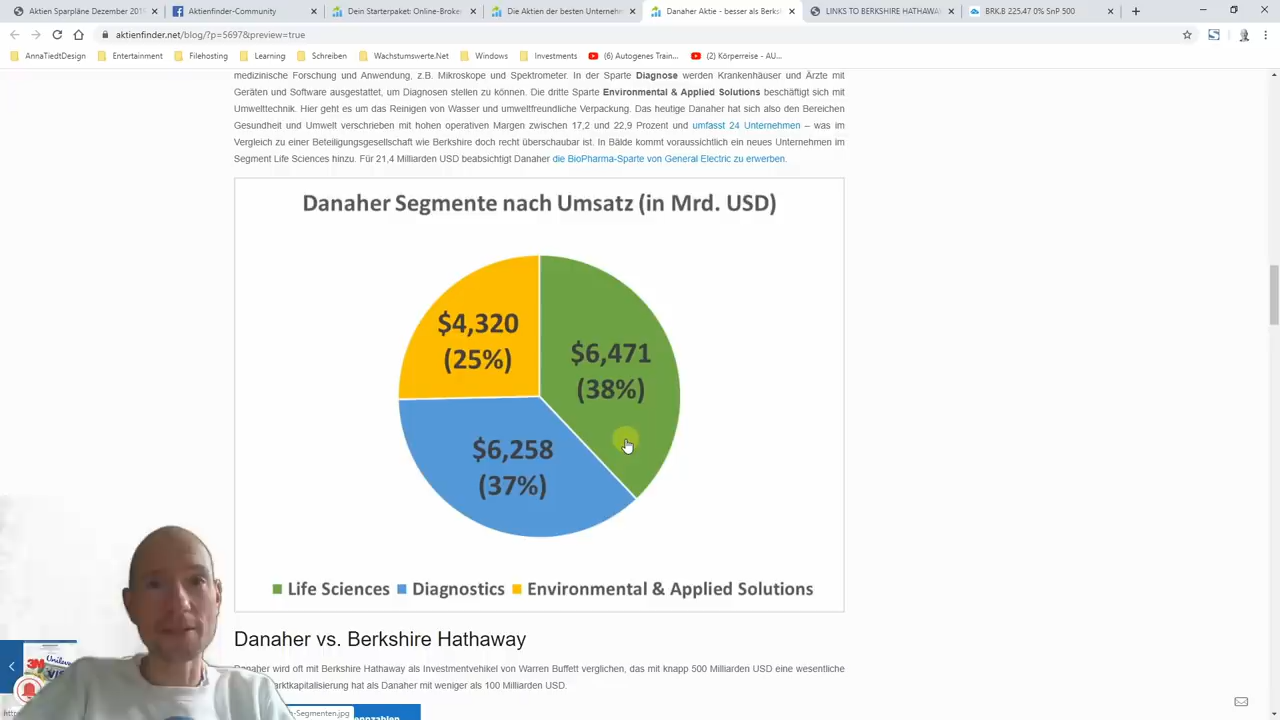 Aktien Sparpläne Dezember 2019
Facebook-Community
Dein Starterpaket: Online-Broker
Die Aktien der besten Unternehm
Danaher Aktie - besser als Berksh
LINKS TO BERKSHIRE HATHAWAY
BRK.B 225,47 0% SnP 500
aktienfinder.net/blog/?p=5697&preview=true
AnnaTiedtDesign
Entertainment
Filehosting
Learning
Schreiben
Wachstumswerte.Net
Windows
Investments
(6) Autogenes Train...
(2) Körperreise - AU...
medizinische Forschung und Anwendung, z.B. Mikroskope und Spektrometer. In der Sparte Diagnose werden Krankenhäuser und Ärzte mit
Geräten und Software ausgestattet, um Diagnosen stellen zu können. Die dritte Sparte Environmental & Applied Solutions beschäftigt sich mit
Umwelttechnik. Hier geht es um das Reinigen von Wasser und umweltfreundliche Verpackung. Das heutige Danaher hat sich also den Bereichen
Gesundheit und Umwelt verschrieben mit hohen operativen Margen zwischen 17,2 und 22,9 Prozent und umfasst 24 Unternehmen – was im
Vergleich zu einer Beteiligungsgesellschaft wie Berkshire doch recht überschaubar ist. In Bälde kommt voraussichtlich ein neues Unternehmen im
Segment Life Sciences hinzu. Für 21,4 Milliarden USD beabsichtigt Danaher die BioPharma-Sparte von General Electric zu erwerben.
Danaher Segmente nach Umsatz (in Mrd. USD)
$4,320
(25%)
$6,471
(38%)
$6,258
(37%)
Life Sciences
Diagnostics
Environmental & Applied Solutions
Danaher vs. Berkshire Hathaway
Danaher wird oft mit Berkshire Hathaway als Investmentvehikel von Warren Buffett verglichen, das mit knapp 500 Milliarden USD eine wesentliche
arktkapitalisierung hat als Danaher mit weniger als 100 Milliarden USD.
3M
-Segmenten.jpg